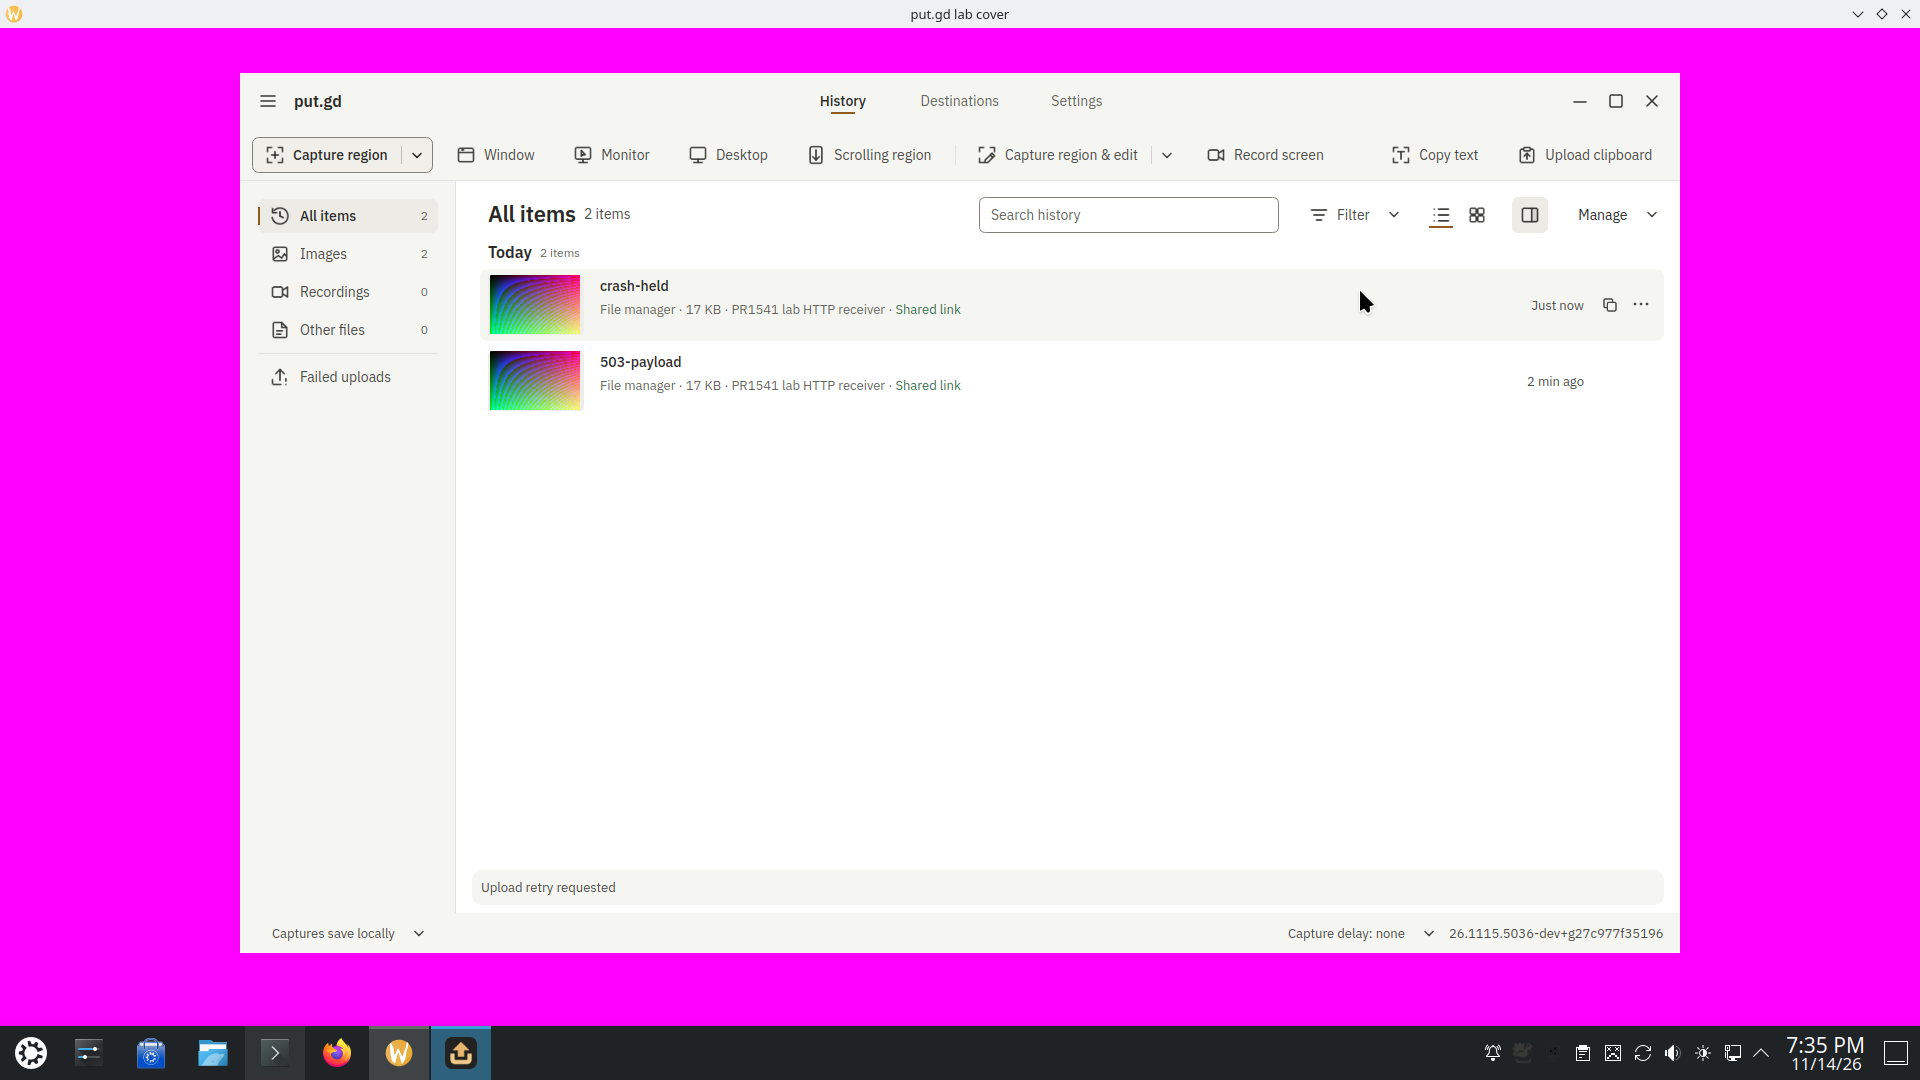 put.gd lab cover
put.gd
History
Destinations
Settings
Capture region
Window
Monitor
Desktop
Scrolling region
Capture region & edit
Record screen
Copy text
Upload clipboard
All items 2
Images 2
Recordings 0
Other files 0
Failed uploads
All items 2 items
Search history
Filter
Manage
Today 2 items
crash-held
File manager · 17 KB · PR1541 lab HTTP receiver · Shared link
Just now
503-payload
File manager · 17 KB · PR1541 lab HTTP receiver · Shared link
2 min ago
Upload retry requested
Captures save locally
Capture delay: none
26.1115.5036-dev+g27c977f35196
7:35 PM
11/14/26